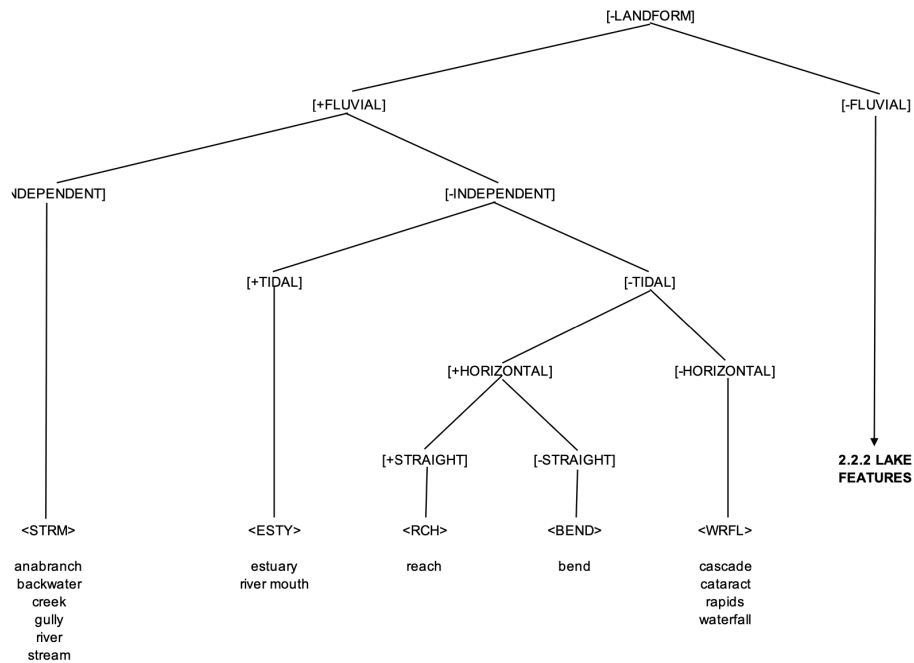 [-LANDFORM]
[+FLUVIAL]
[-FLUVIAL]
NDEPENDENT]
[-INDEPENDENT]
[+TIDAL]
[-TIDAL]
[+HORIZONTAL]
[-HORIZONTAL]
[+STRAIGHT]
[-STRAIGHT]
2.2.2 LAKE
FEATURES
<STRM>
<ESTY>
<RCH>
<BEND>
<WRFL>
anabranch
backwater
creek
gully
river
stream
estuary
river mouth
reach
bend
cascade
cataract
rapids
waterfall